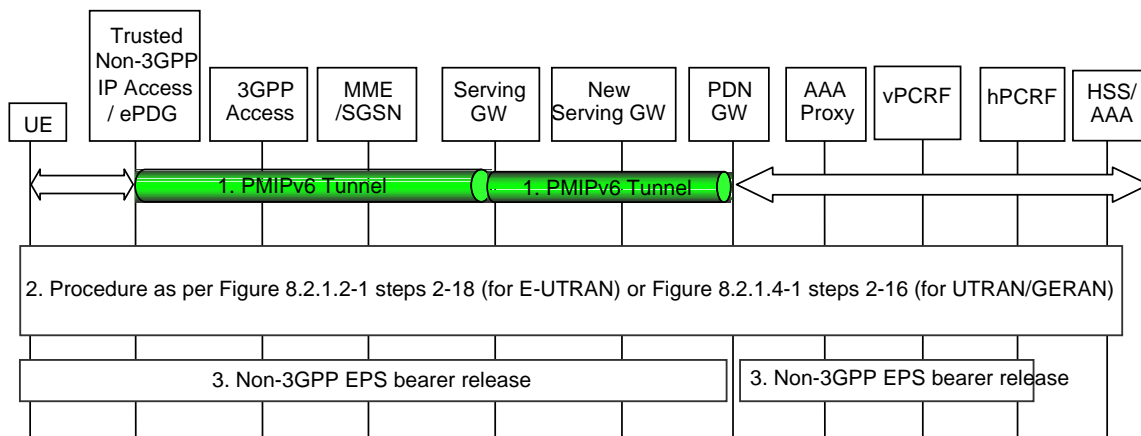 UE
Trusted
Non-3GPP
IP Access
/ ePDG
3GPP
Access
MME
/SGSN
Serving
GW
New
Serving GW
PDN
GW
AAA
Proxy
vPCRF
hPCRF
HSS/
AAA
1. PMIPv6 Tunnel
1. PMIPv6 Tunnel
2. Procedure as per Figure 8.2.1.2-1 steps 2-18 (for E-UTRAN) or Figure 8.2.1.4-1 steps 2-16 (for UTRAN/GERAN)
3. Non-3GPP EPS bearer release
3. Non-3GPP EPS bearer release